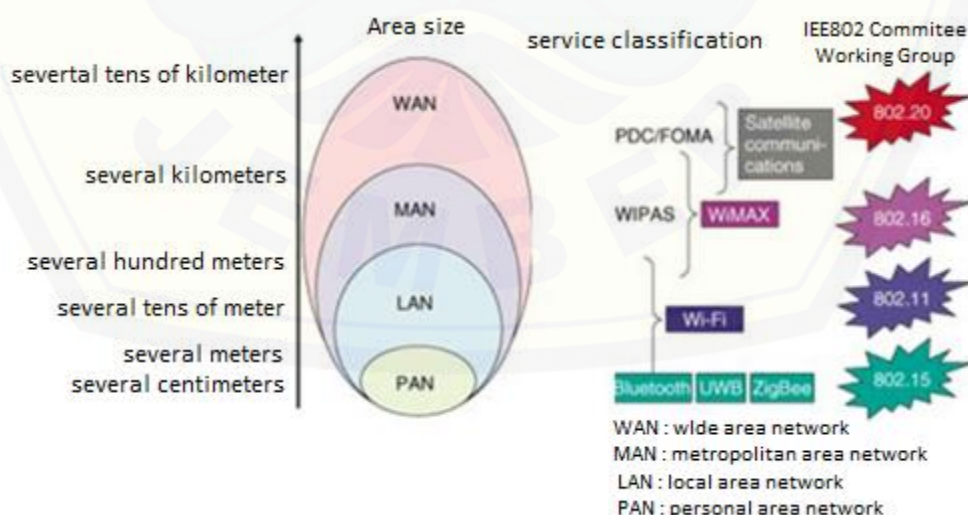 Area size
service classification
IEE802 Commitee
Working Group
severtal tens of kilometer
several kilometers
several hundred meters
several tens of meter
several meters
several centimeters
WAN
MAN
LAN
PAN
PDC/FOMA
Satellite
communi-
cations
WIPAS
WiMAX
Wi-Fi
Bluetooth UWB ZigBee
802.20
802.16
802.11
802.15
WAN : wide area network
MAN : metropolitan area network
LAN : local area network
PAN : personal area network